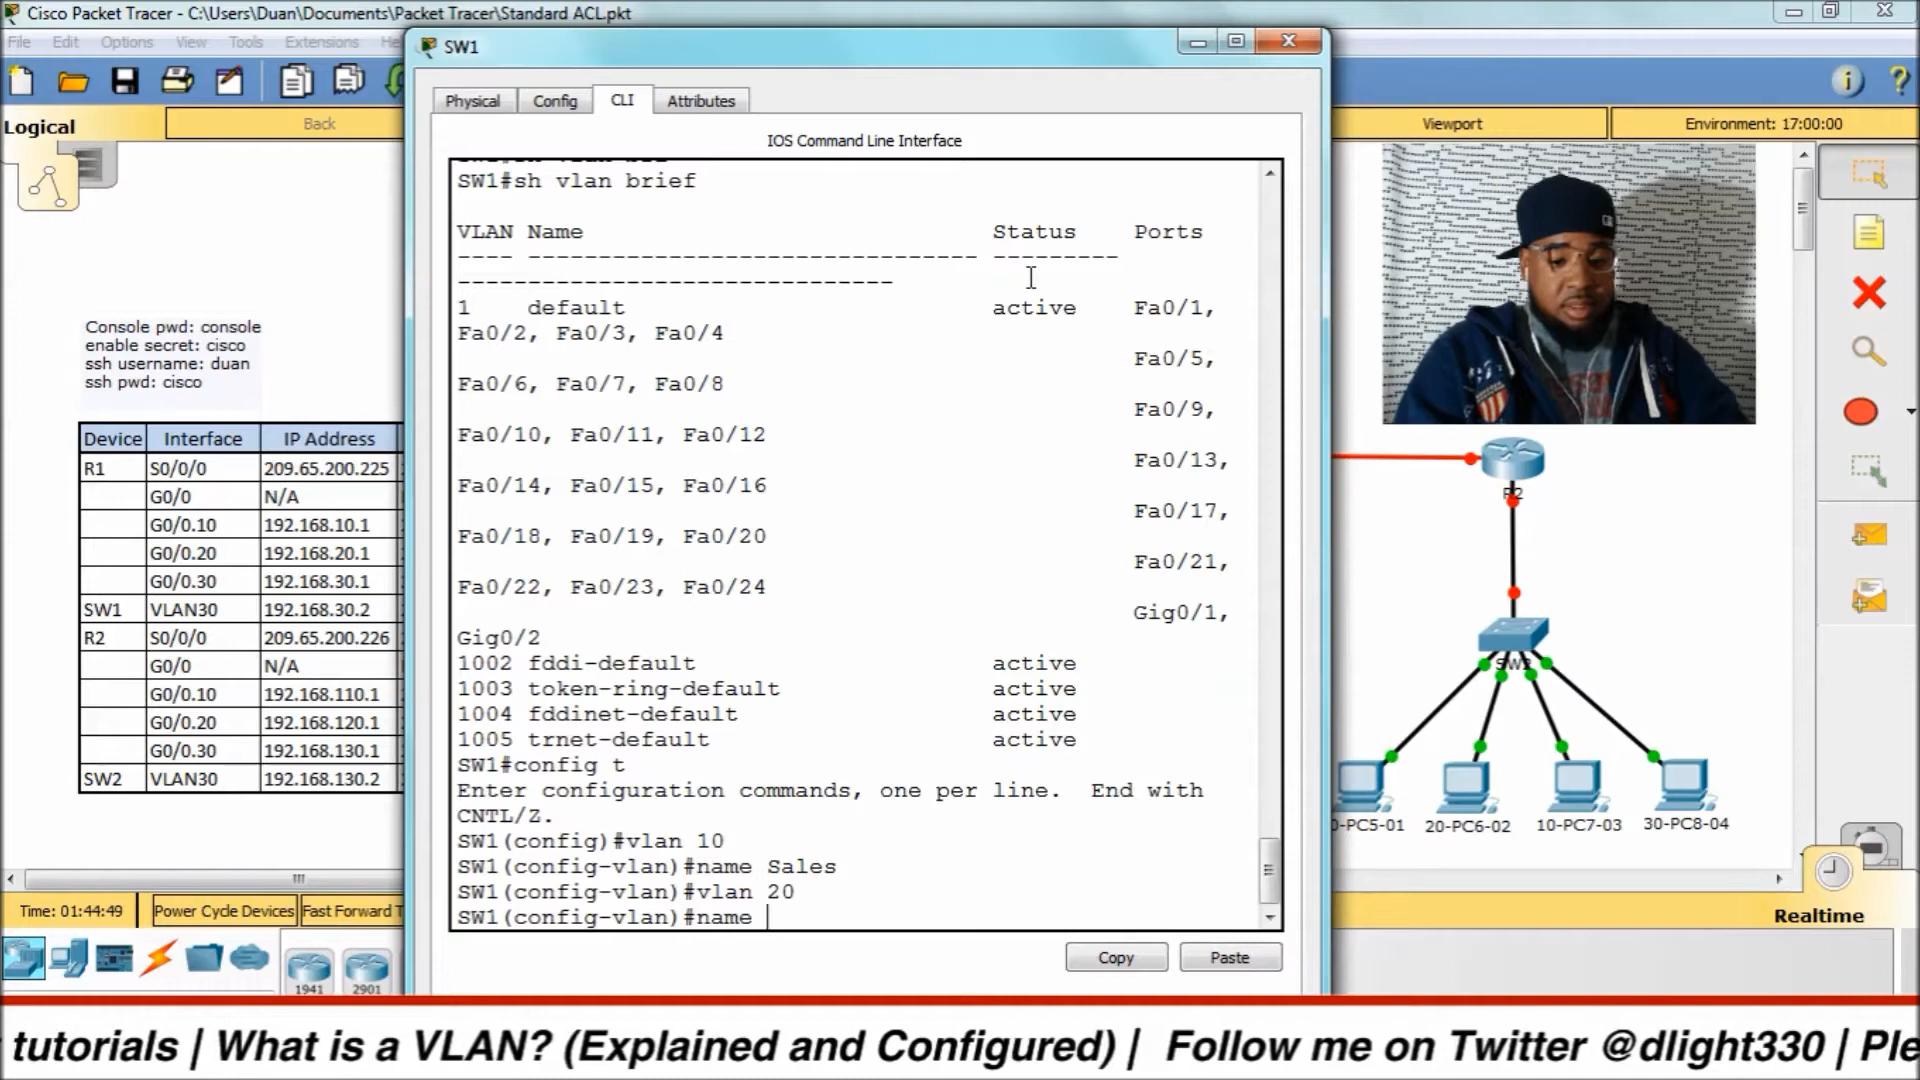 Cisco Packet Tracer - C:\Users\Duan\Documents\Packet Tracer\Standard ACL.pkt
File Edit Options View Tools Extensions
SW1
Physical Config CLI Attributes
Logical
Back
Viewport
Environment: 17:00:00
IOS Command Line Interface
SW1#sh vlan brief
VLAN Name Status Ports
---- -------------------------------- ---------
-------------------------------
1 default active Fa0/1,
Fa0/2, Fa0/3, Fa0/4
Fa0/5,
Fa0/6, Fa0/7, Fa0/8
Fa0/9,
Fa0/10, Fa0/11, Fa0/12
Fa0/13,
Fa0/14, Fa0/15, Fa0/16
Fa0/17,
Fa0/18, Fa0/19, Fa0/20
Fa0/21,
Fa0/22, Fa0/23, Fa0/24
Gig0/1,
Gig0/2
1002 fddi-default active
1003 token-ring-default active
1004 fddinet-default active
1005 trnet-default active
SW1#config t
Enter configuration commands, one per line. End with
CNTL/Z.
SW1(config)#vlan 10
SW1(config-vlan)#name Sales
SW1(config-vlan)#vlan 20
SW1(config-vlan)#name
Copy Paste
Console pwd: console
enable secret: cisco
ssh username: duan
ssh pwd: cisco
Device Interface IP Address
R1 S0/0/0 209.65.200.225
G0/0 N/A
G0/0.10 192.168.10.1
G0/0.20 192.168.20.1
G0/0.30 192.168.30.1
SW1 VLAN30 192.168.30.2
R2 S0/0/0 209.65.200.226
G0/0 N/A
G0/0.10 192.168.110.1
G0/0.20 192.168.120.1
G0/0.30 192.168.130.1
SW2 VLAN30 192.168.130.2
R2
SW2
0-PC5-01 20-PC6-02 10-PC7-03 30-PC8-04
Time: 01:44:49 Power Cycle Devices Fast Forward T
Realtime
1941 2901
tutorials | What is a VLAN? (Explained and Configured) | Follow me on Twitter @dlight330 | Ple